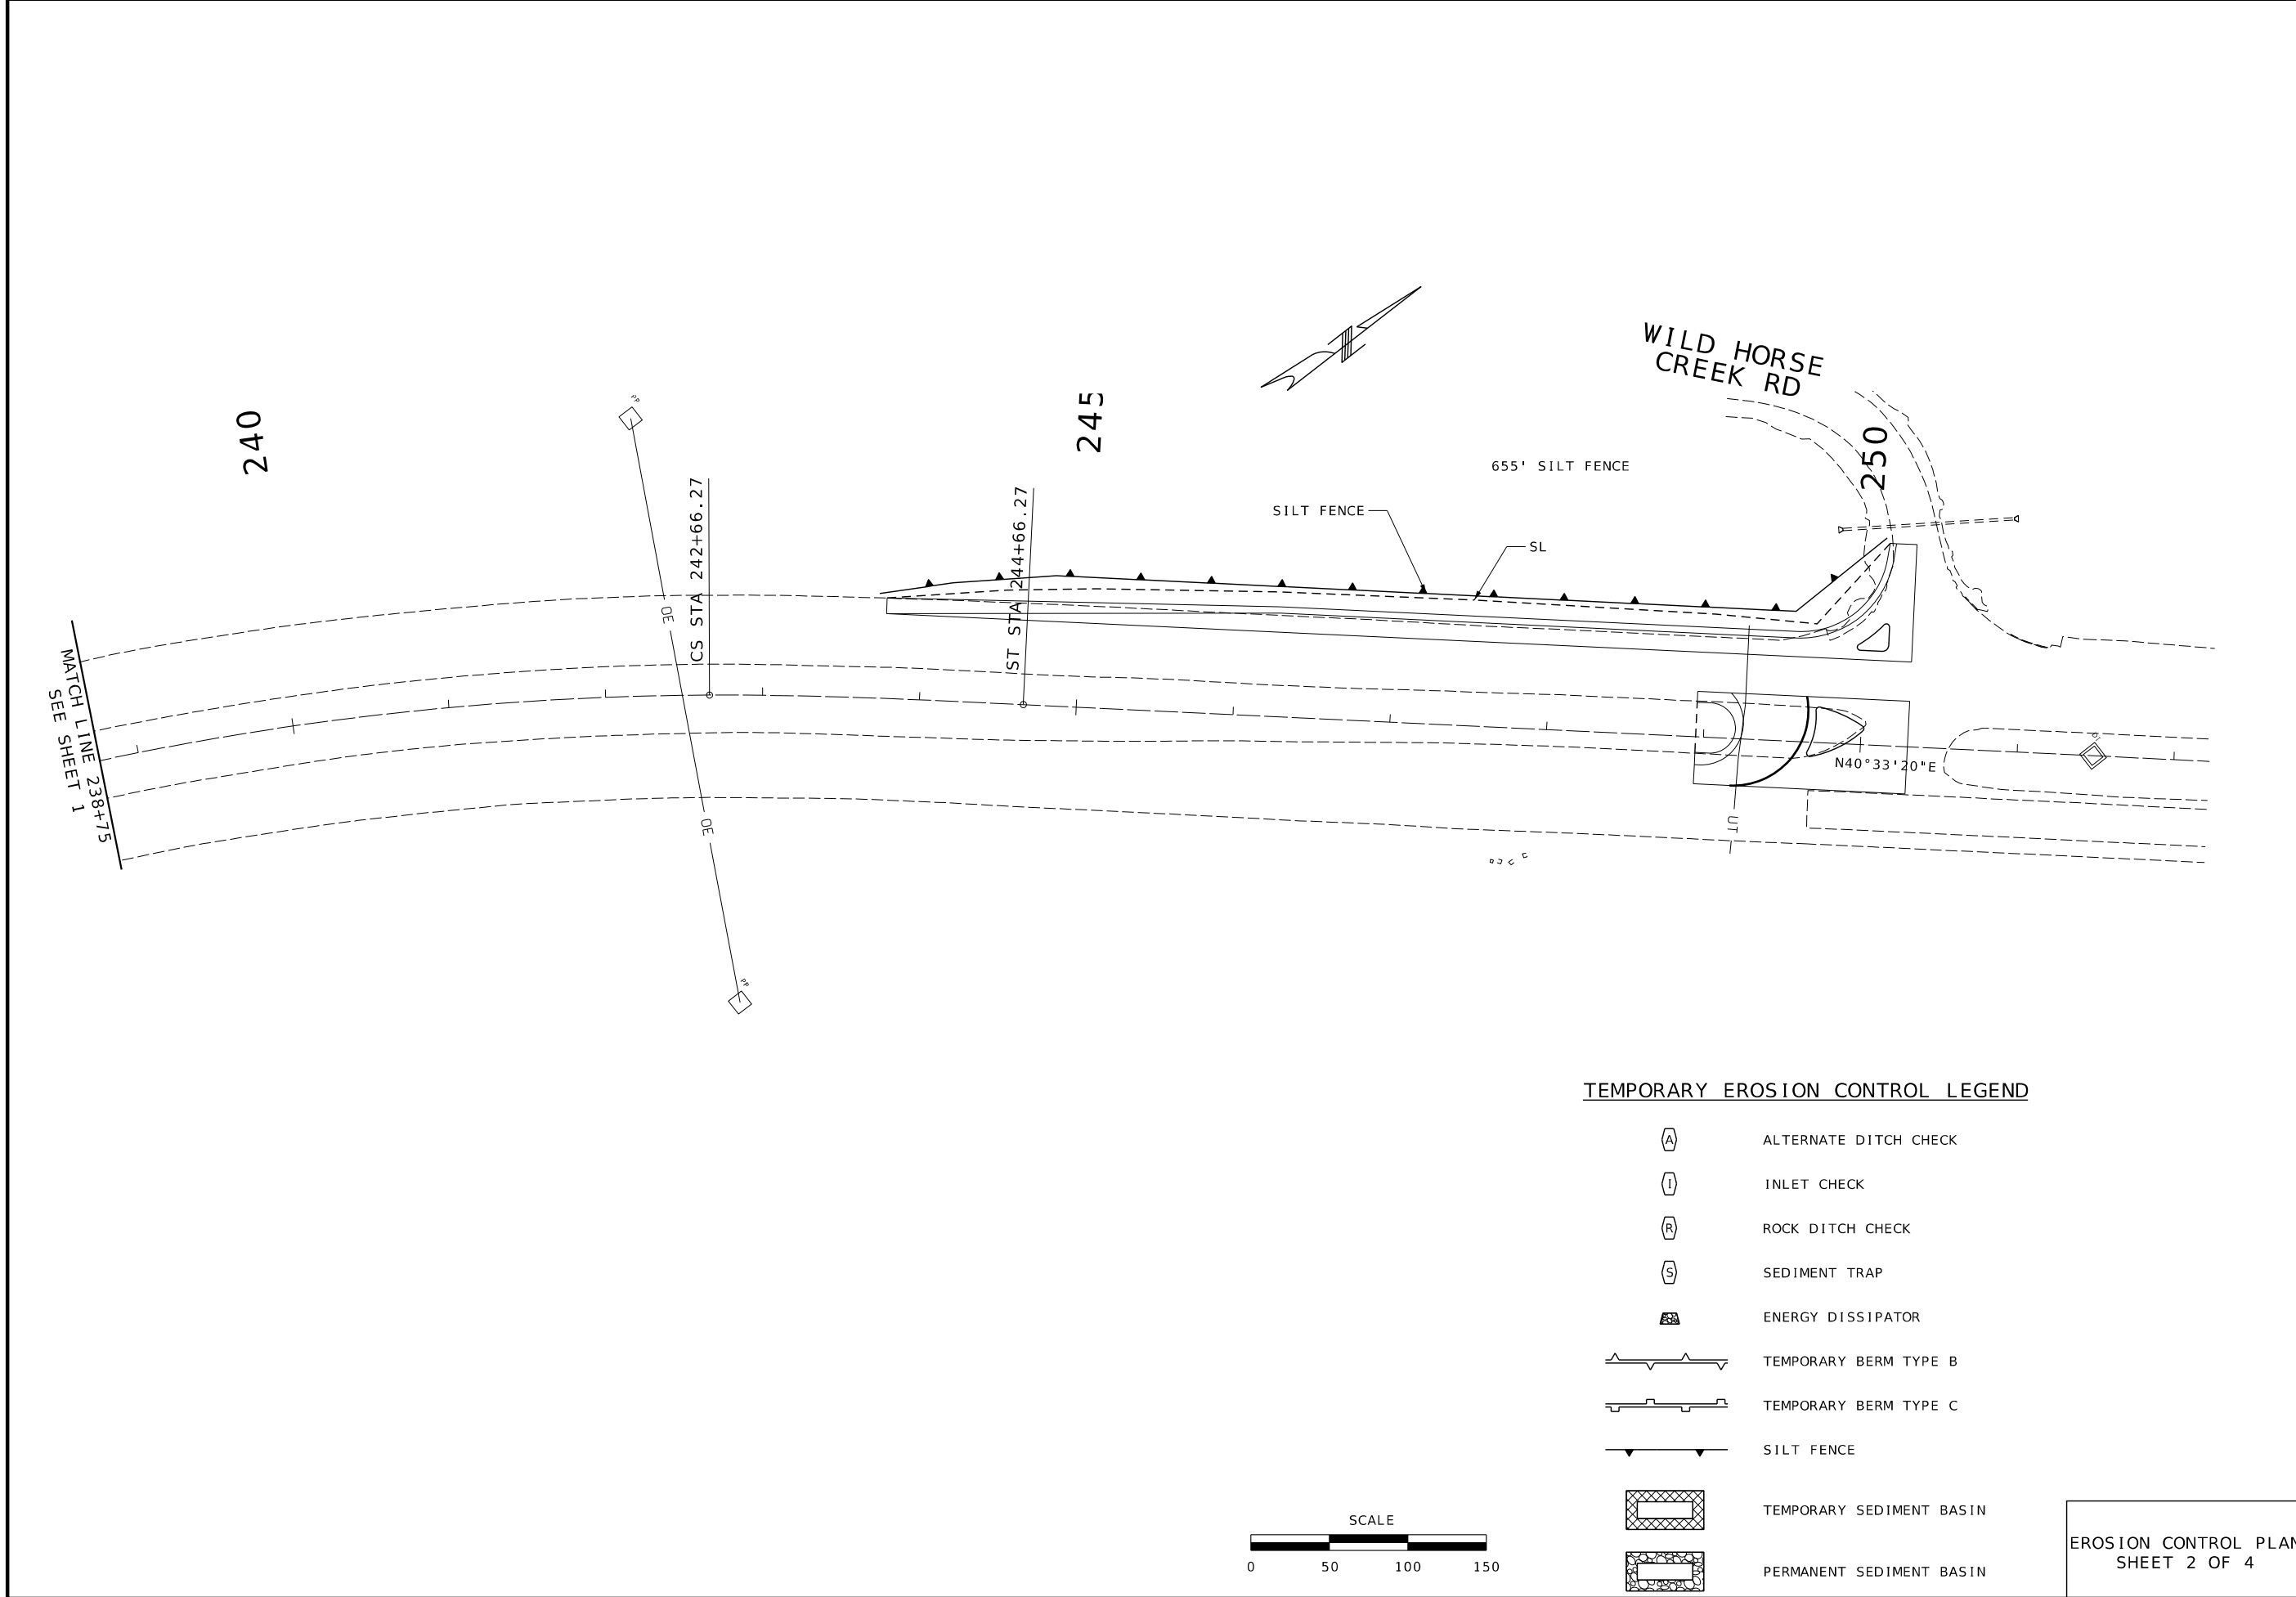 WILD HORSE
CREEK RD
240
245
250
PP
655' SILT FENCE
SILT FENCE
SL
CS STA 242+66.27
ST STA 244+66.27
OE
OE
MATCH LINE 238+75
SEE SHEET 1
N40°33'20"E
UT
PP
TEMPORARY EROSION CONTROL LEGEND
A ALTERNATE DITCH CHECK
I INLET CHECK
R ROCK DITCH CHECK
S SEDIMENT TRAP
ENERGY DISSIPATOR
TEMPORARY BERM TYPE B
TEMPORARY BERM TYPE C
SILT FENCE
TEMPORARY SEDIMENT BASIN
PERMANENT SEDIMENT BASIN
SCALE
0 50 100 150
EROSION CONTROL PLAN
SHEET 2 OF 4